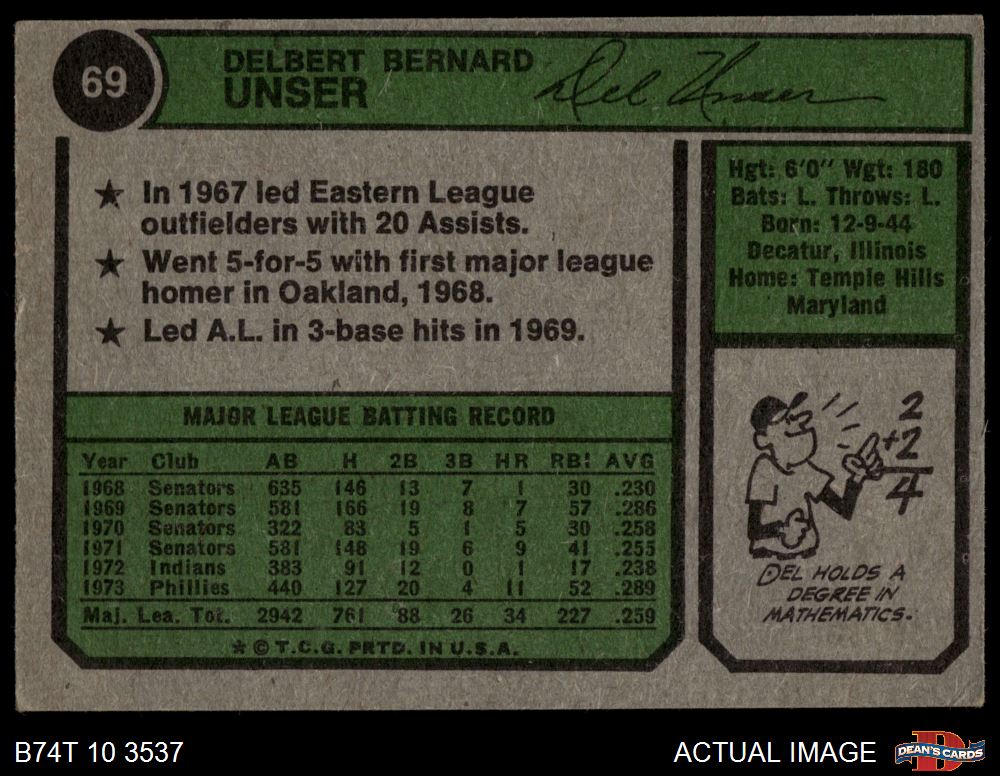 69
DELBERT BERNARD
UNSER
Del Unser
★ In 1967 led Eastern League
outfielders with 20 Assists.
★ Went 5-for-5 with first major league
homer in Oakland, 1968.
★ Led A.L. in 3-base hits in 1969.
Hgt: 6'0" Wgt: 180
Bats: L. Throws: L.
Born: 12-9-44
Decatur, Illinois
Home: Temple Hills
Maryland
MAJOR LEAGUE BATTING RECORD
Year Club AB H 2B 3B HR RBI AVG
1968 Senators 635 146 13 7 1 30 .230
1969 Senators 581 166 19 8 7 57 .286
1970 Senators 322 83 5 1 5 30 .258
1971 Senators 581 148 19 6 9 41 .255
1972 Indians 383 91 12 0 1 17 .238
1973 Phillies 440 127 20 4 11 52 .289
Maj. Lea. Tot. 2942 761 88 26 34 227 .259
★ © T.C.G. PRTD. IN U.S.A.
2
+2
4
DEL HOLDS A
DEGREE IN
MATHEMATICS.
B74T 10 3537
ACTUAL IMAGE
DEAN'S CARDS